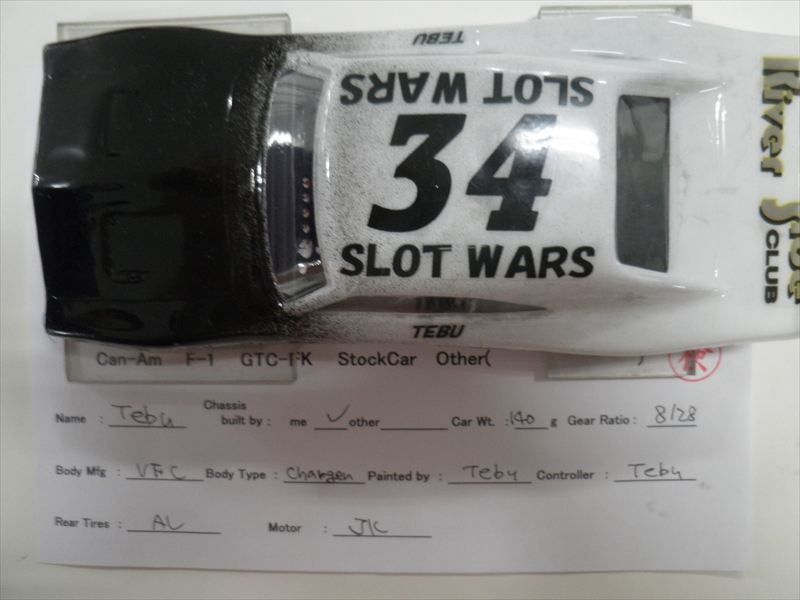 TEBU
SLOT WARS
34
SLOT WARS
TEBU
River Slot
CLUB
Can-Am F-1 GTC-FK StockCar Other( )
Name : Tebu Chassis built by : me ✓ other Car Wt. : 140 g Gear Ratio : 8/28
Body Mfg : VFC Body Type : Charger Painted by : Tebu Controller : Tebu
Rear Tires : AL Motor : JK